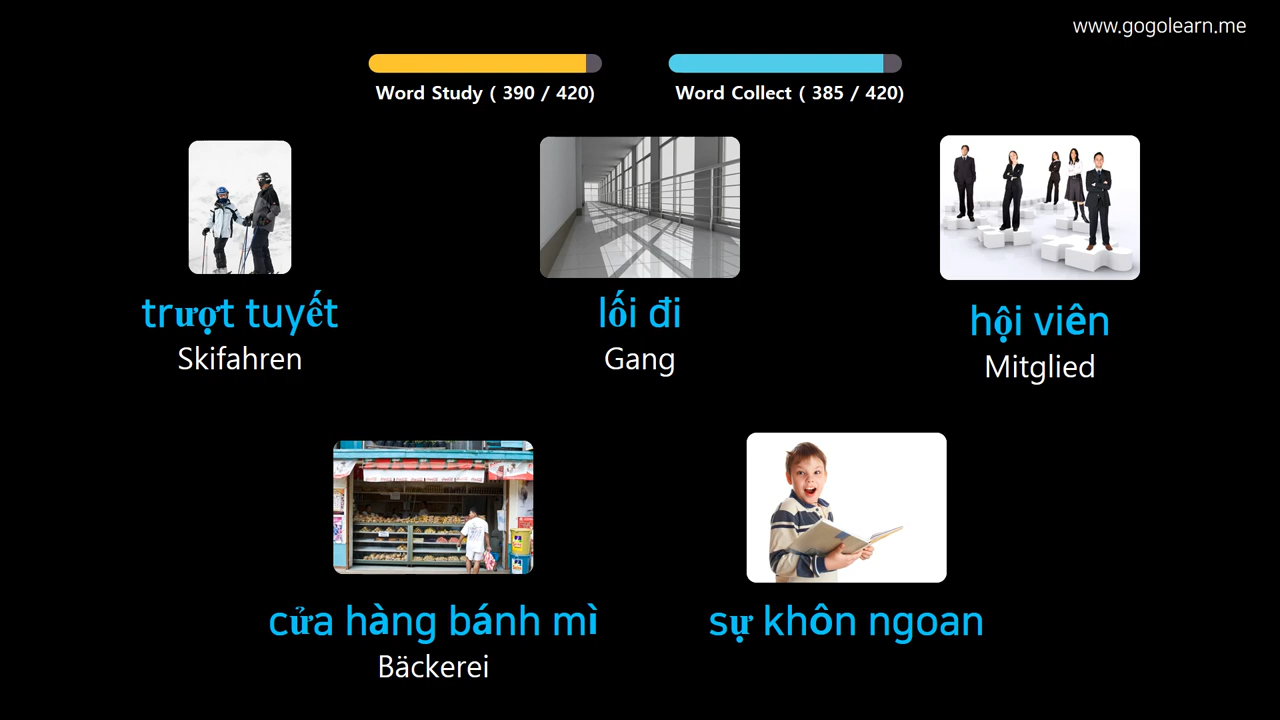 www.gogolearn.me
Word Study ( 390 / 420)
Word Collect ( 385 / 420)
trượt tuyết
Skifahren
lối đi
Gang
hội viên
Mitglied
cửa hàng bánh mì
Bäckerei
sự khôn ngoan